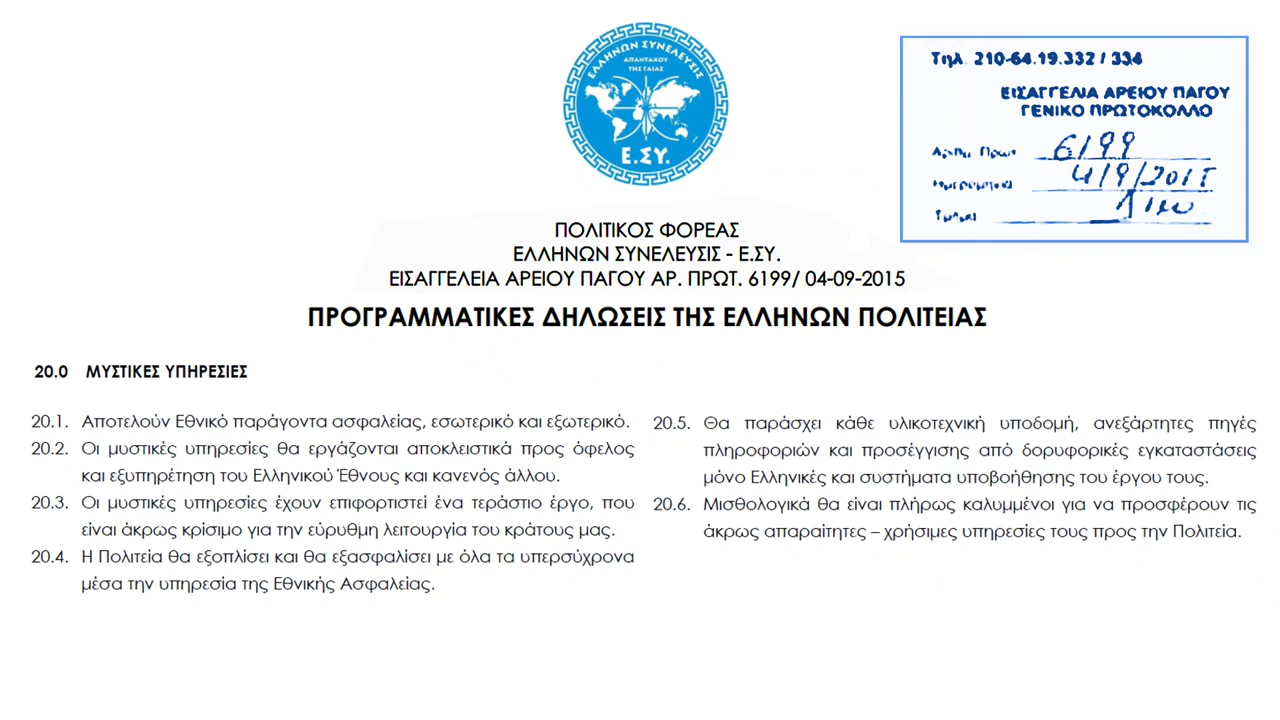 ΕΛΛΗΝΩΝ ΣΥΝΕΛΕΥΣΙΣ
ΑΠΑΝΤΑΧΟΥ
ΤΗΣ ΓΑΙΑΣ
Ε.ΣΥ.
Τηλ. 210-64.19.332 / 334
ΕΙΣΑΓΓΕΛΙΑ ΑΡΕΙΟΥ ΠΑΓΟΥ
ΓΕΝΙΚΟ ΠΡΩΤΟΚΟΛΛΟ
6199
4/9/2015
ΠΟΛΙΤΙΚΟΣ ΦΟΡΕΑΣ
ΕΛΛΗΝΩΝ ΣΥΝΕΛΕΥΣΙΣ - Ε.ΣΥ.
ΕΙΣΑΓΓΕΛΕΙΑ ΑΡΕΙΟΥ ΠΑΓΟΥ ΑΡ. ΠΡΩΤ. 6199/ 04-09-2015
ΠΡΟΓΡΑΜΜΑΤΙΚΕΣ ΔΗΛΩΣΕΙΣ ΤΗΣ ΕΛΛΗΝΩΝ ΠΟΛΙΤΕΙΑΣ
20.0 ΜΥΣΤΙΚΕΣ ΥΠΗΡΕΣΙΕΣ
20.1. Αποτελούν Εθνικό παράγοντα ασφαλείας, εσωτερικό και εξωτερικό.
20.2. Οι μυστικές υπηρεσίες θα εργάζονται αποκλειστικά προς όφελος
και εξυπηρέτηση του Ελληνικού Έθνους και κανενός άλλου.
20.3. Οι μυστικές υπηρεσίες έχουν επιφορτιστεί ένα τεράστιο έργο, που
είναι άκρως κρίσιμο για την εύρυθμη λειτουργία του κράτους μας.
20.4. Η Πολιτεία θα εξοπλίσει και θα εξασφαλίσει με όλα τα υπερσύχρονα
μέσα την υπηρεσία της Εθνικής Ασφαλείας.
20.5. Θα παράσχει κάθε υλικοτεχνική υποδομή, ανεξάρτητες πηγές
πληροφοριών και προσέγγισης από δορυφορικές εγκαταστάσεις
μόνο Ελληνικές και συστήματα υποβοήθησης του έργου τους.
20.6. Μισθολογικά θα είναι πλήρως καλυμμένοι για να προσφέρουν τις
άκρως απαραίτητες – χρήσιμες υπηρεσίες τους προς την Πολιτεία.